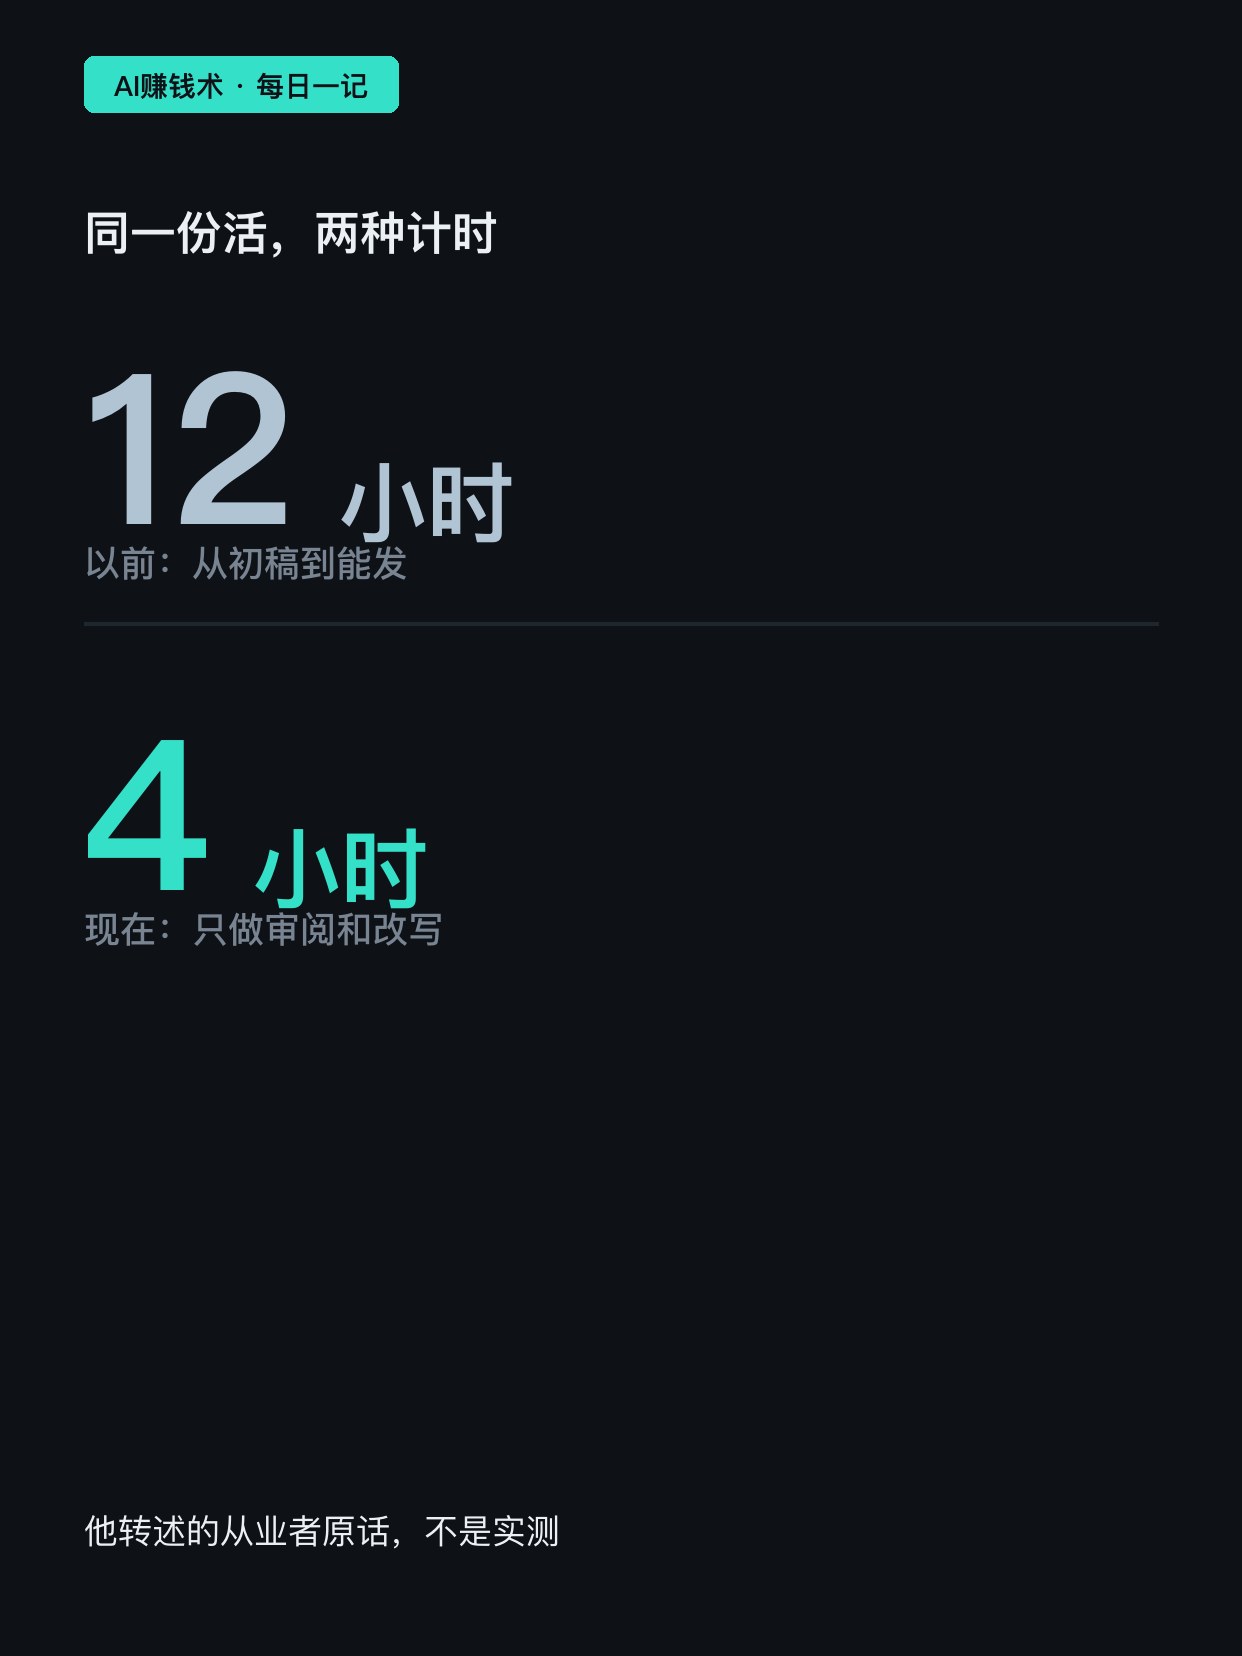 AI赚钱术 · 每日一记
同一份活，两种计时
12 小时
以前：从初稿到能发
4 小时
现在：只做审阅和改写
他转述的从业者原话，不是实测